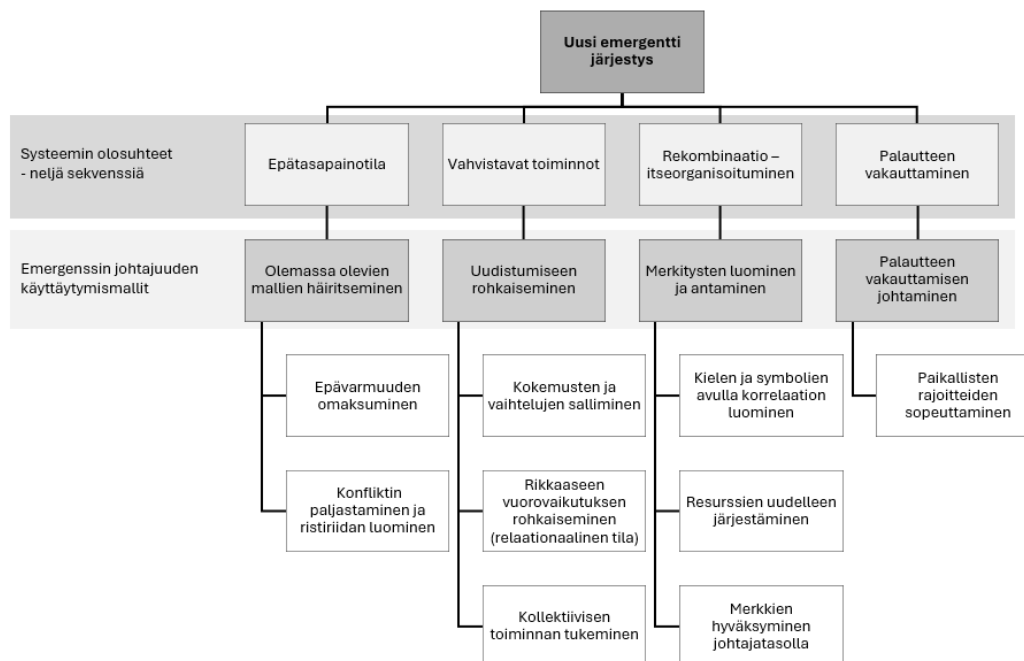 Uusi emergentti
järjestys
Systeemin olosuhteet
- neljä sekvenssiä
Epätasapainotila
Vahvistavat toiminnot
Rekombinaatio –
itseorganisoituminen
Palautteen
vakauttaminen
Emergenssin johtajuuden
käyttäytymismallit
Olemassa olevien
mallien häiritseminen
Uudistumiseen
rohkaiseminen
Merkitysten luominen
ja antaminen
Palautteen
vakauttamisen
johtaminen
Epävarmuuden
omaksuminen
Kokemusten ja
vaihtelujen salliminen
Kielen ja symbolien
avulla korrelaation
luominen
Paikallisten
rajoitteiden
sopeuttaminen
Konfliktin
paljastaminen ja
ristiriidan luominen
Rikkaaseen
vuorovaikutuksen
rohkaiseminen
(relaationaalinen tila)
Resurssien uudelleen
järjestäminen
Kollektiivisen
toiminnan tukeminen
Merkkien
hyväksyminen
johtajatasolla